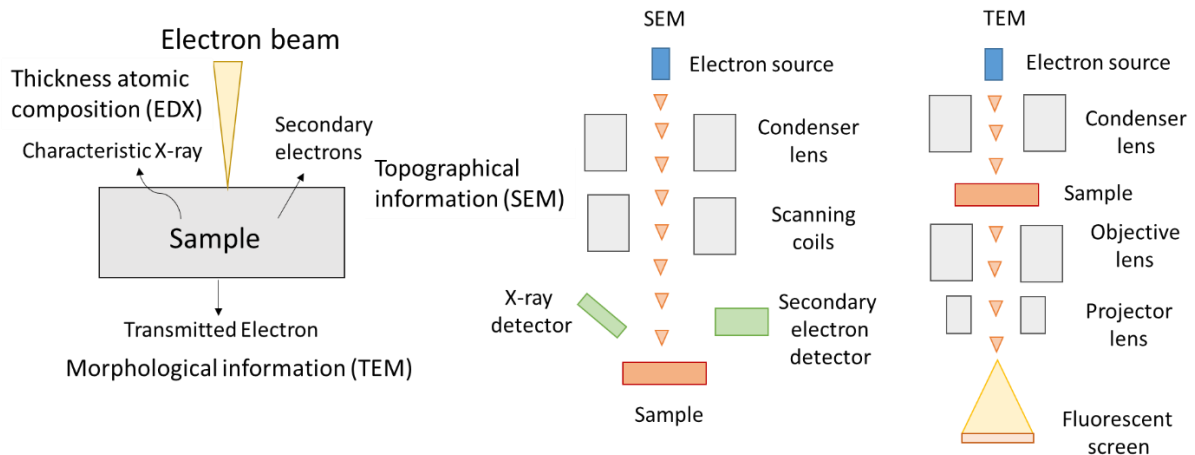 Electron beam
Thickness atomic
composition (EDX)
Characteristic X-ray
Secondary
electrons
Topographical
information (SEM)
Sample
Transmitted Electron
Morphological information (TEM)
SEM
Electron source
Condenser
lens
Scanning
coils
X-ray
detector
Secondary
electron
detector
Sample
TEM
Electron source
Condenser
lens
Sample
Objective
lens
Projector
lens
Fluorescent
screen